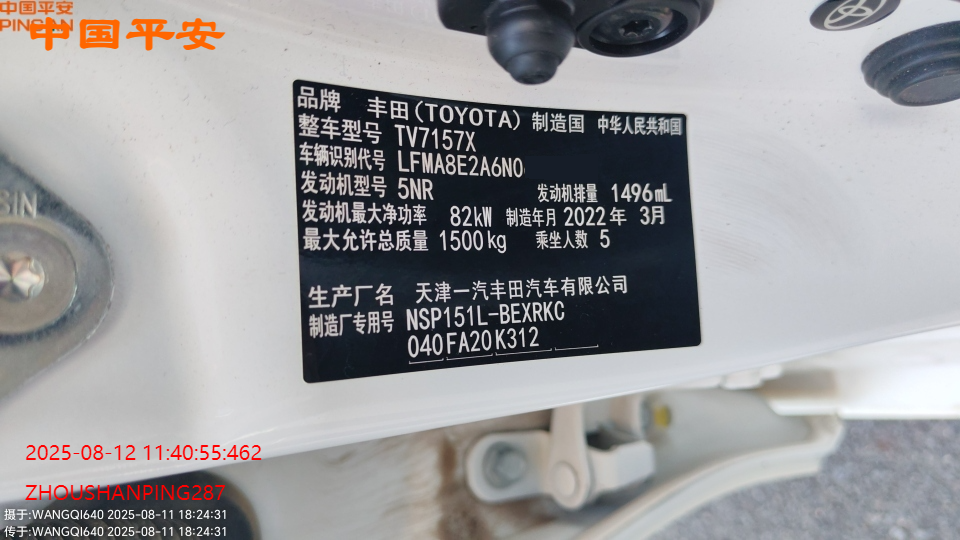 中国平安
PINGAN
中国平安
品牌 丰田(TOYOTA) 制造国 中华人民共和国
整车型号 TV7157X
车辆识别代号 LFMA8E2A6N0
发动机型号 5NR 发动机排量 1496mL
发动机最大净功率 82kW 制造年月 2022年 3月
最大允许总质量 1500kg 乘坐人数 5
生产厂名 天津一汽丰田汽车有限公司
制造厂专用号 NSP151L-BEXRKC
040 FA20 K312
SIN
2025-08-12 11:40:55:462
ZHOUSHANPING287
摄于:WANGQI640 2025-08-11 18:24:31
传于:WANGQI640 2025-08-11 18:24:31